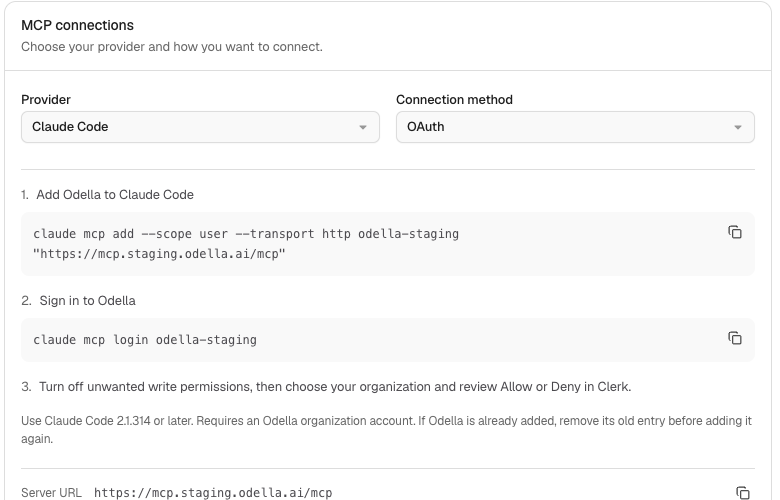 MCP connections
Choose your provider and how you want to connect.
Provider
Connection method
Claude Code
OAuth
1. Add Odella to Claude Code
claude mcp add --scope user --transport http odella-staging
"https://mcp.staging.odella.ai/mcp"
2. Sign in to Odella
claude mcp login odella-staging
3. Turn off unwanted write permissions, then choose your organization and review Allow or Deny in Clerk.
Use Claude Code 2.1.314 or later. Requires an Odella organization account. If Odella is already added, remove its old entry before adding it
again.
Server URL https://mcp.staging.odella.ai/mcp